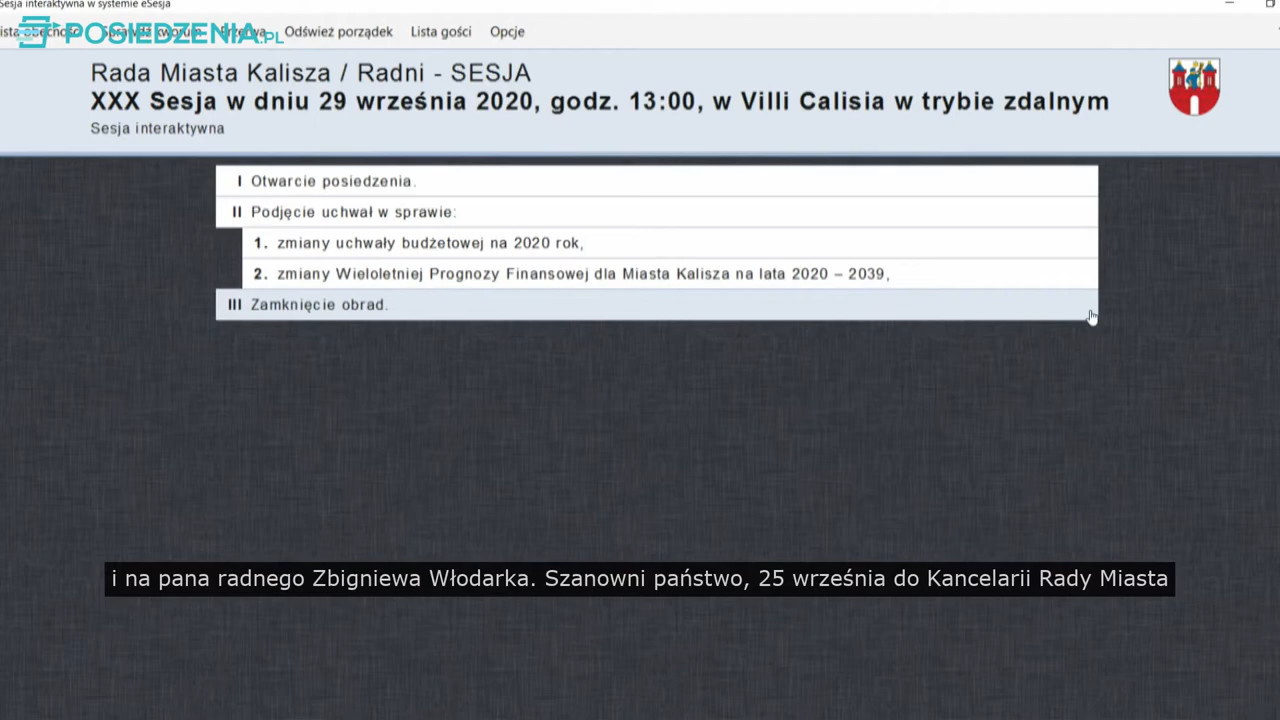 Sesja interaktywna w systemie eSesja
POSIEDZENIA.PL
Odśwież porządek Lista gości Opcje
Rada Miasta Kalisza / Radni - SESJA
XXX Sesja w dniu 29 września 2020, godz. 13:00, w Villi Calisia w trybie zdalnym
Sesja interaktywna
I Otwarcie posiedzenia.
II Podjęcie uchwał w sprawie:
1. zmiany uchwały budżetowej na 2020 rok,
2. zmiany Wieloletniej Prognozy Finansowej dla Miasta Kalisza na lata 2020 – 2039,
III Zamknięcie obrad.
i na pana radnego Zbigniewa Włodarka. Szanowni państwo, 25 września do Kancelarii Rady Miasta